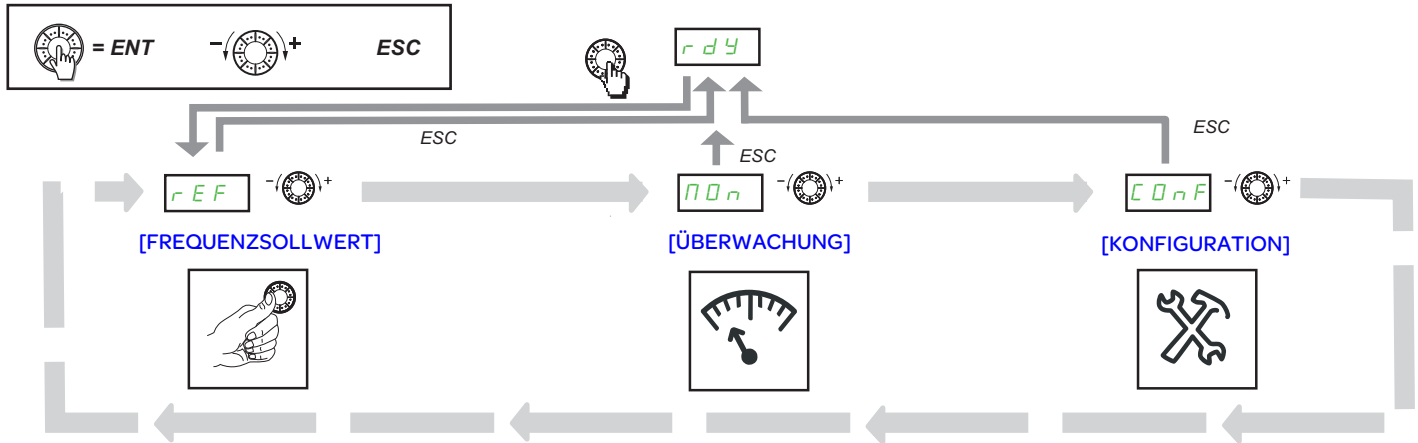 = ENT - + ESC
rdY
ESC
ESC
ESC
rEF - +
MOn - +
COnF - +
[FREQUENZSOLLWERT]
[ÜBERWACHUNG]
[KONFIGURATION]